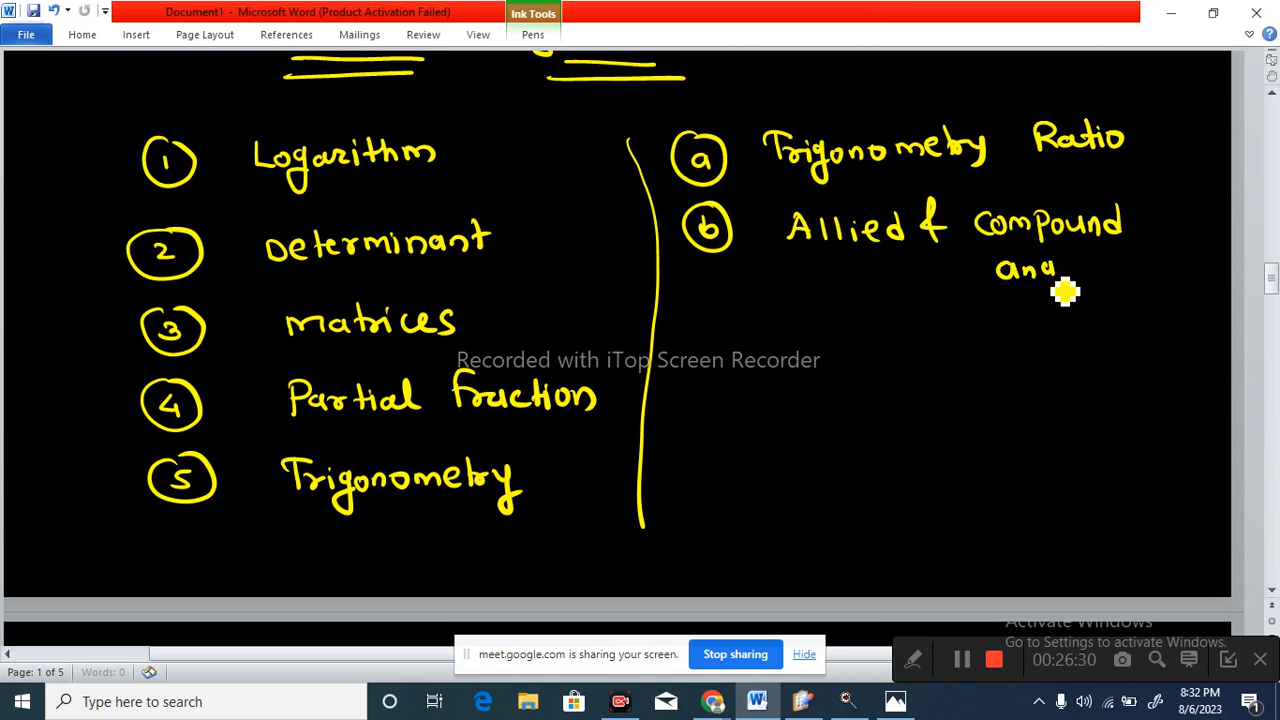 Document1 - Microsoft Word (Product Activation Failed)
Ink Tools
File Home Insert Page Layout References Mailings Review View Pens
1 Logarithm
2 Determinant
3 Matrices
4 Partial fraction
5 Trigonometry
a Trigonometry Ratio
b Allied & Compound
ana
Recorded with iTop Screen Recorder
Activate Windows
Go to Settings to activate Windows.
meet.google.com is sharing your screen. Stop sharing Hide
00:26:30
Page: 1 of 5 Words: 0
Type here to search
8:32 PM
8/6/2023